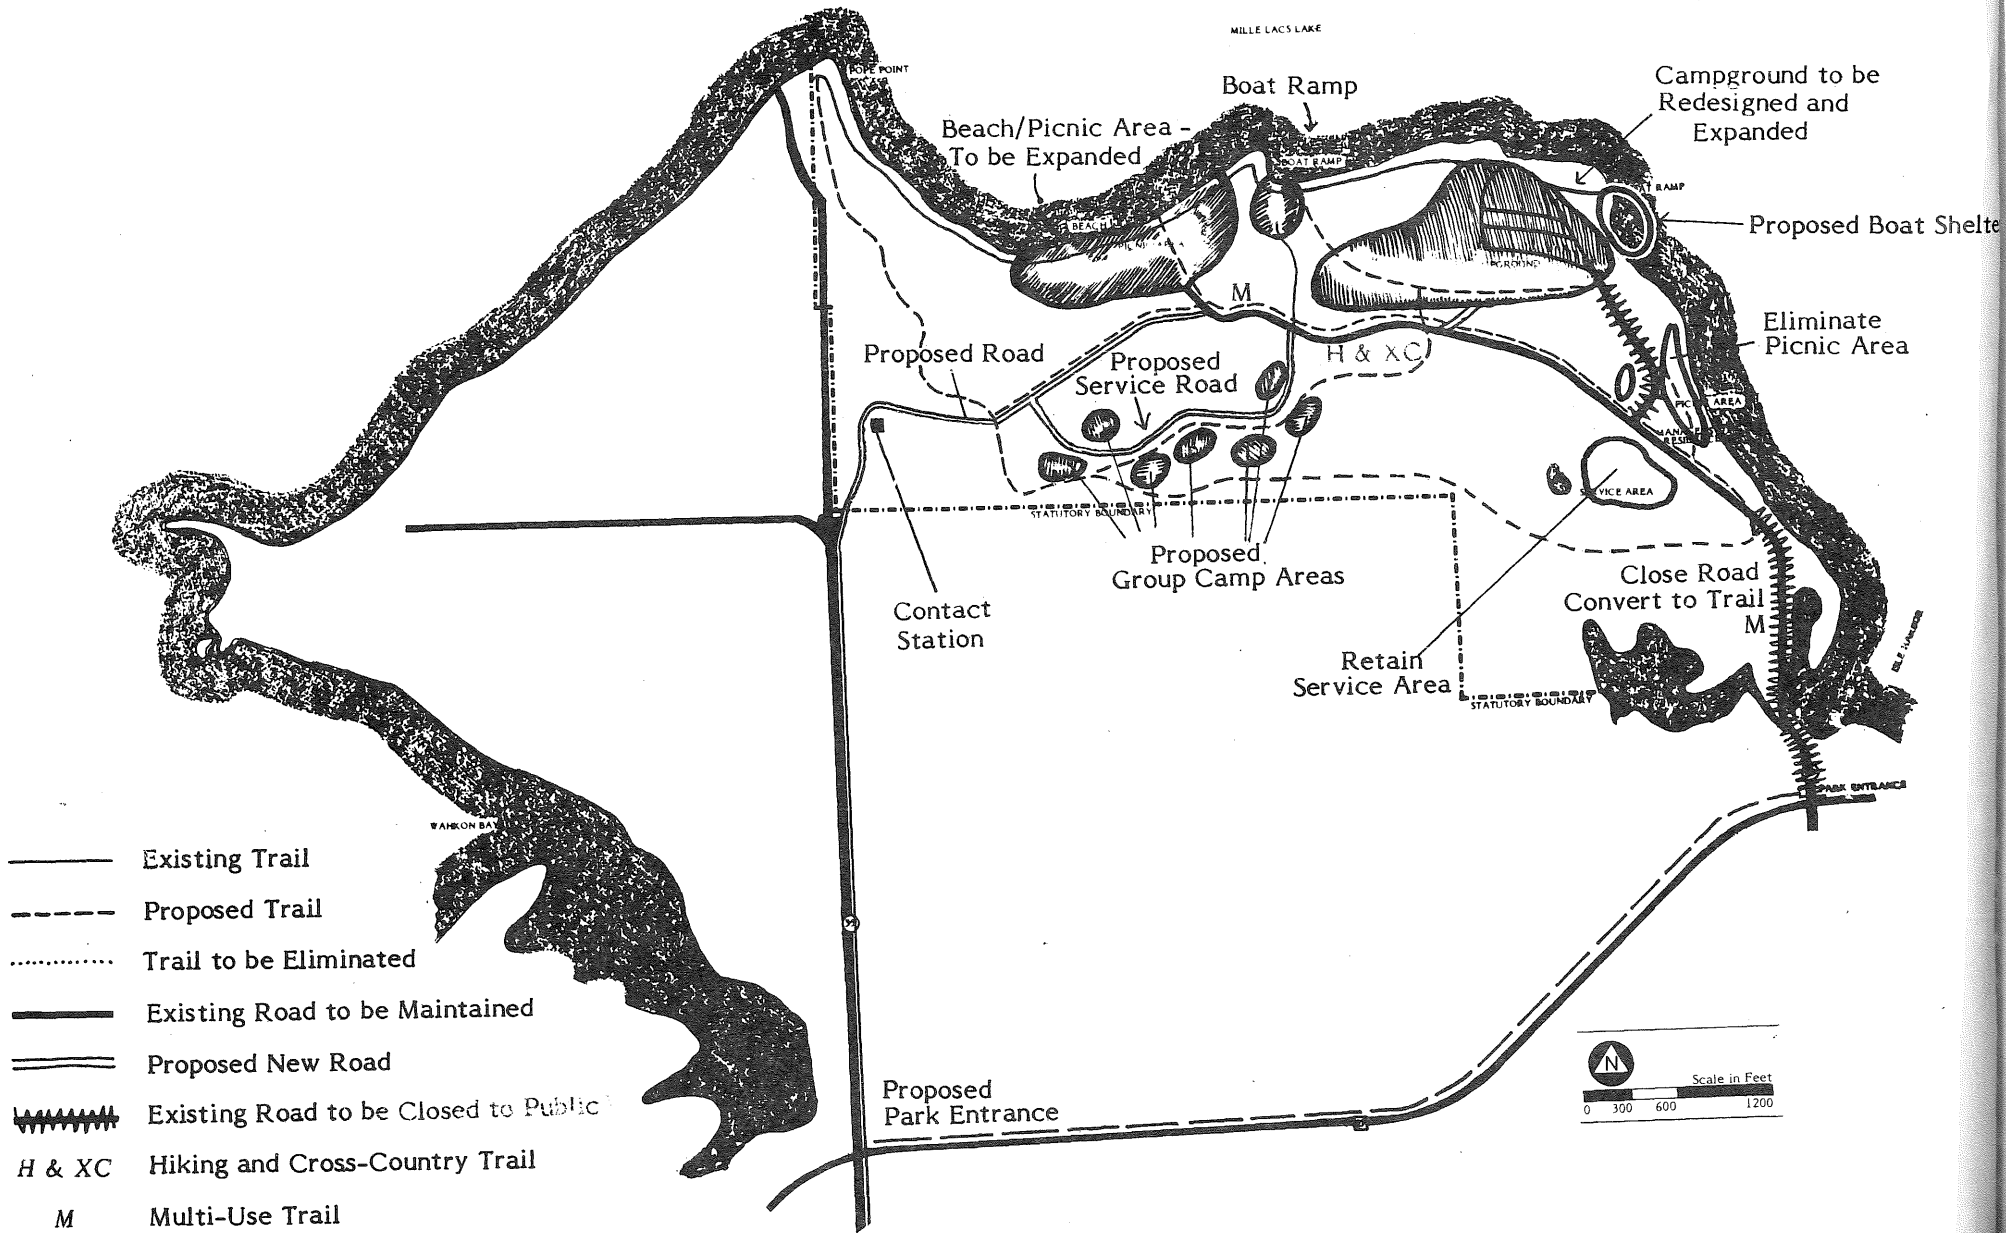 MILLE LACS LAKE
POPE POINT
Boat Ramp
Campground to be
Redesigned and
Expanded
Beach/Picnic Area -
To be Expanded
BOAT RAMP
AT RAMP
BEACH
Proposed Boat Shelte
PGROUND
M
Eliminate
Picnic Area
Proposed Road
H & XC
Proposed
Service Road
AREA
SERVICE AREA
STATUTORY BOUNDARY
Proposed
Group Camp Areas
Close Road
Convert to Trail
M
Contact
Station
Retain
Service Area
STATUTORY BOUNDARY
PARK ENTRANCE
WAHKON BAY
Existing Trail
Proposed Trail
Trail to be Eliminated
Existing Road to be Maintained
Proposed New Road
Existing Road to be Closed to Public
H & XC Hiking and Cross-Country Trail
M Multi-Use Trail
Proposed
Park Entrance
N
Scale in Feet
0 300 600 1200